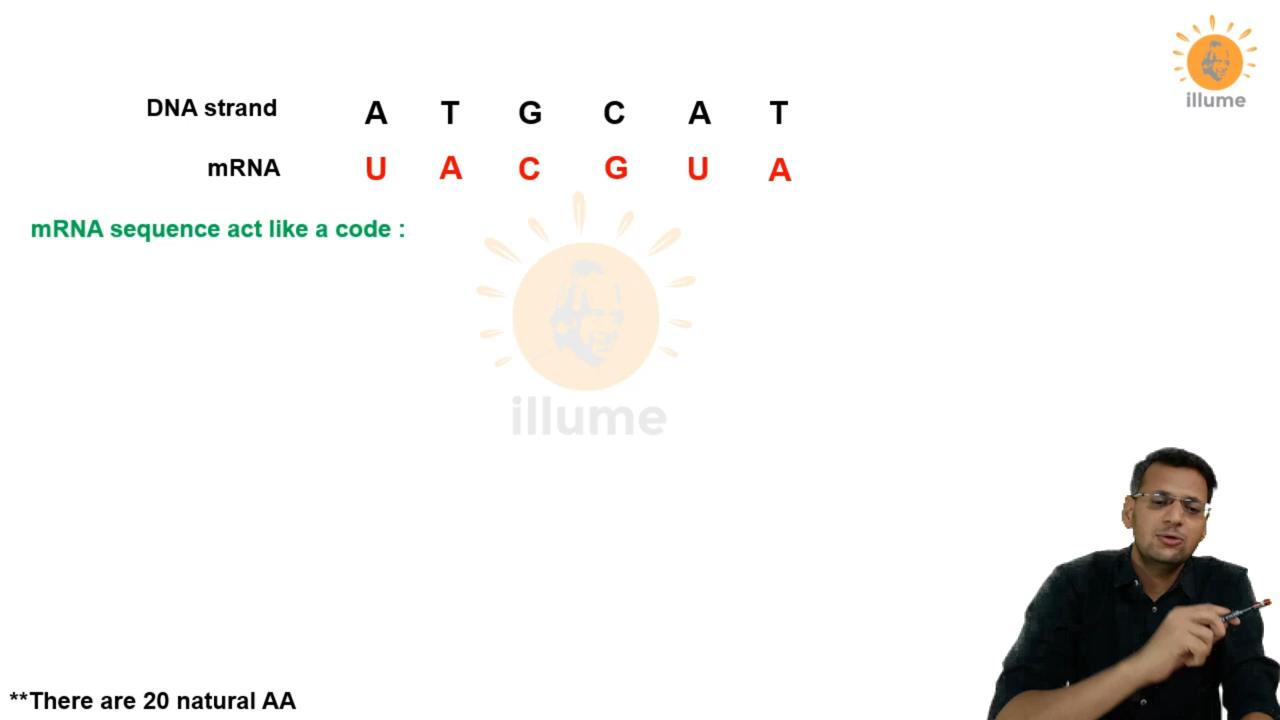 illume
DNA strand A T G C A T
mRNA U A C G U A
mRNA sequence act like a code :
illume
**There are 20 natural AA